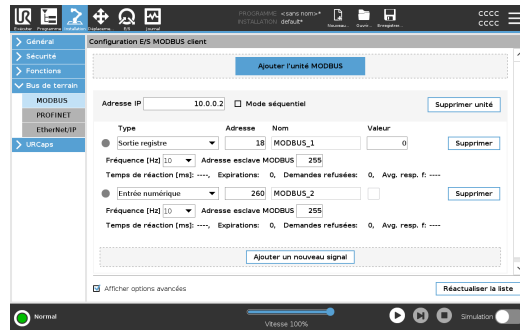 PROGRAMME <sans nom>*
INSTALLATION default*
CCCC
CCCC
Exécuter Programme Installation Déplaceme... E/S Journal Nouveau... Ouvrir... Enregistrer...
Général
Configuration E/S MODBUS client
Sécurité
Fonctions
Bus de terrain
MODBUS
PROFINET
EtherNet/IP
URCaps
Ajouter l'unité MODBUS
Adresse IP 10.0.0.2 Mode séquentiel Supprimer unité
Type Adresse Nom Valeur
Sortie registre 18 MODBUS_1 0 Supprimer
Fréquence [Hz] 10 Adresse esclave MODBUS 255
Temps de réaction [ms]: ----, Expirations: 0, Demandes refusées: 0, Avg. resp. f: ----
Entrée numérique 260 MODBUS_2 Supprimer
Fréquence [Hz] 10 Adresse esclave MODBUS 255
Temps de réaction [ms]: ----, Expirations: 0, Demandes refusées: 0, Avg. resp. f: ----
Ajouter un nouveau signal
Afficher options avancées Réactualiser la liste
Normal
Vitesse 100%
Simulation